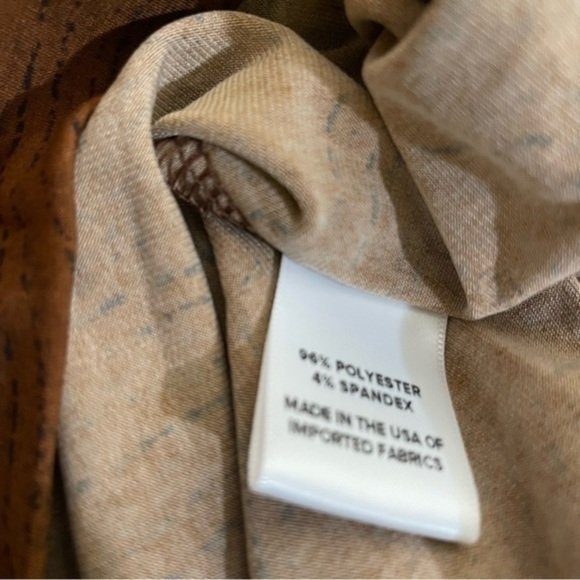 96% POLYESTER
4% SPANDEX
MADE IN THE USA OF
IMPORTED FABRICS